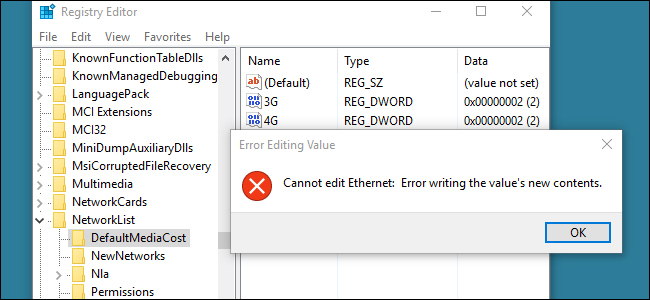 Registry Editor
File Edit View Favorites Help
KnownFunctionTableDlls
KnownManagedDebugging
LanguagePack
MCI Extensions
MCI32
MiniDumpAuxiliaryDlls
MsiCorruptedFileRecovery
Multimedia
NetworkCards
NetworkList
DefaultMediaCost
NewNetworks
Nla
Permissions
Name Type Data
ab (Default) REG_SZ (value not set)
3G REG_DWORD 0x00000002 (2)
4G REG_DWORD 0x00000002 (2)
Error Editing Value
Cannot edit Ethernet: Error writing the value's new contents.
OK